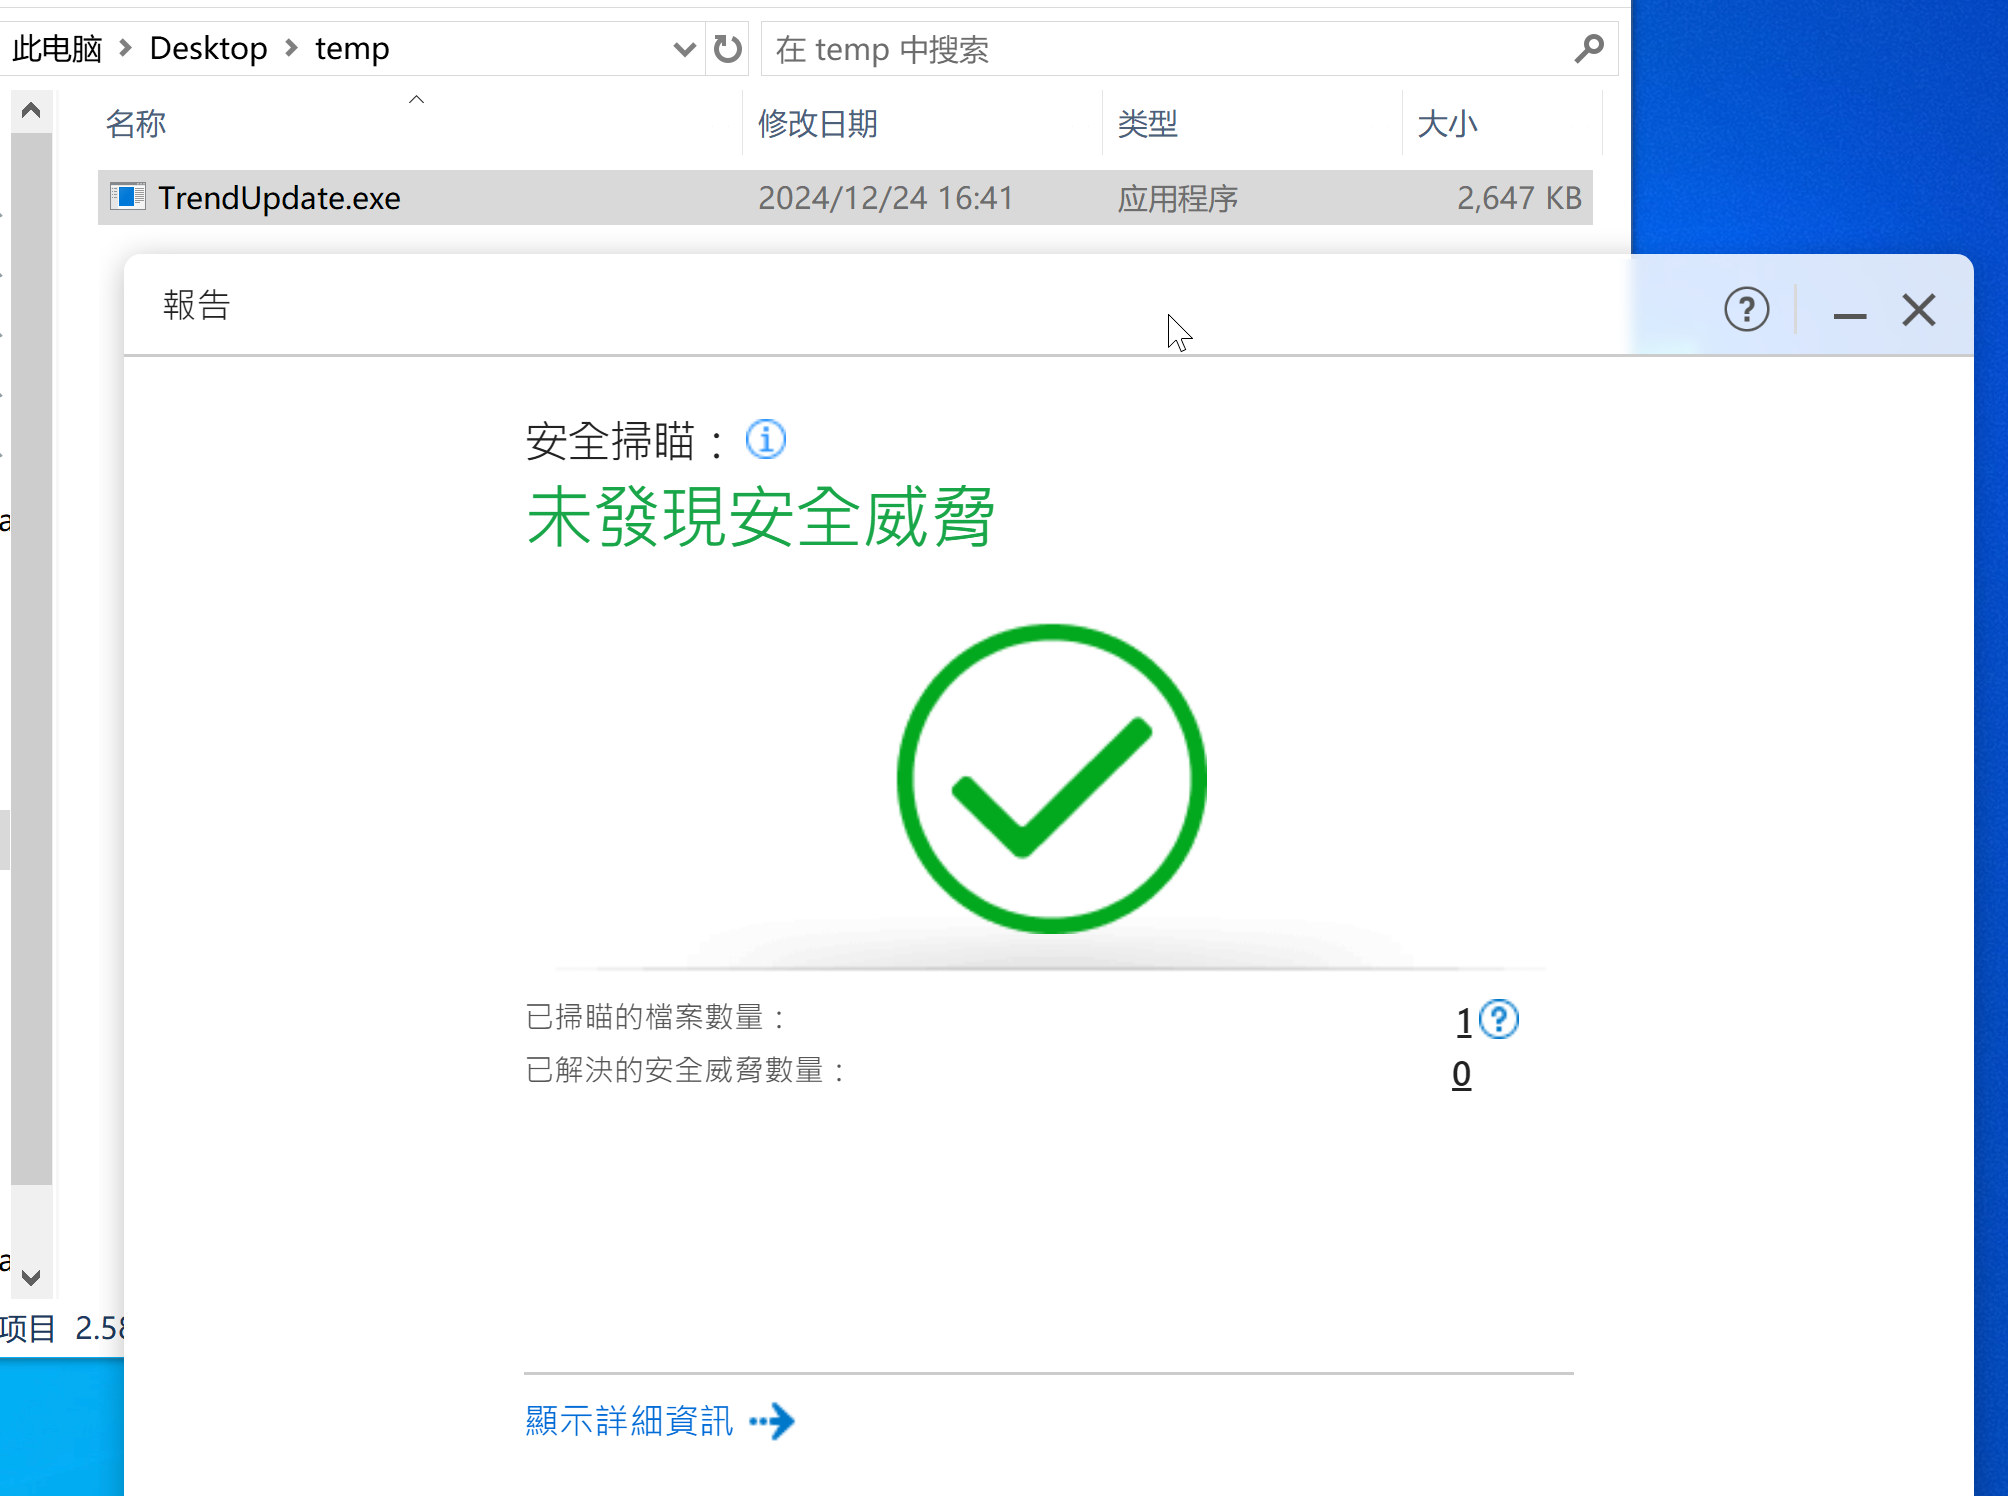 此电脑 > Desktop > temp
在 temp 中搜索
名称 修改日期 类型 大小
TrendUpdate.exe 2024/12/24 16:41 应用程序 2,647 KB
報告
安全掃瞄：
未發現安全威脅
已掃瞄的檔案數量： 1
已解決的安全威脅數量： 0
a
a
项目 2.58
顯示詳細資訊